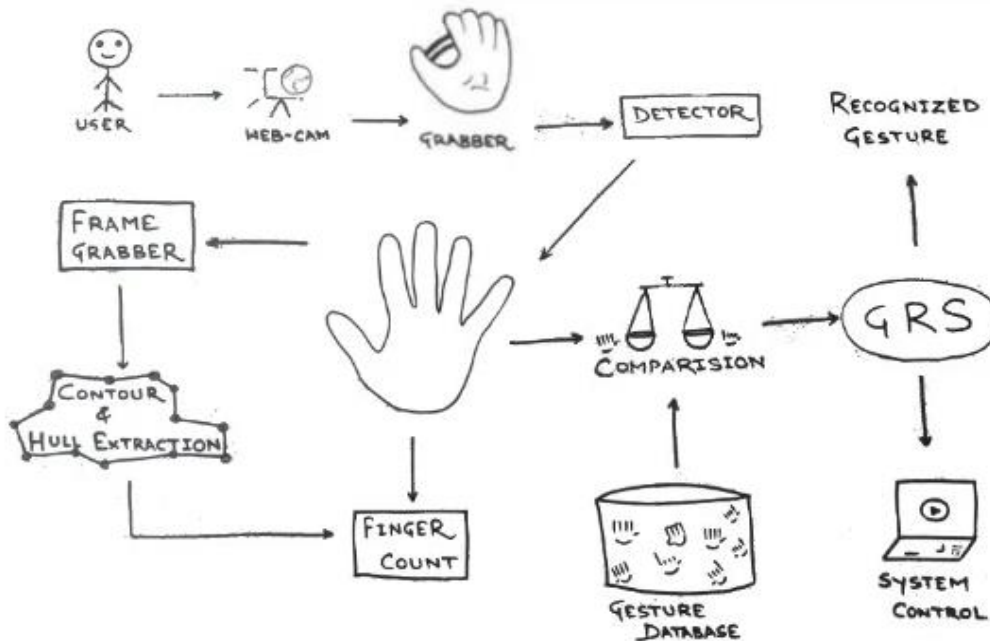 USER
WEB-CAM
GRABBER
DETECTOR
RECOGNIZED
GESTURE
FRAME
GRABBER
COMPARISION
GRS
CONTOUR
&
HULL EXTRACTION
FINGER
COUNT
GESTURE
DATABASE
SYSTEM
CONTROL